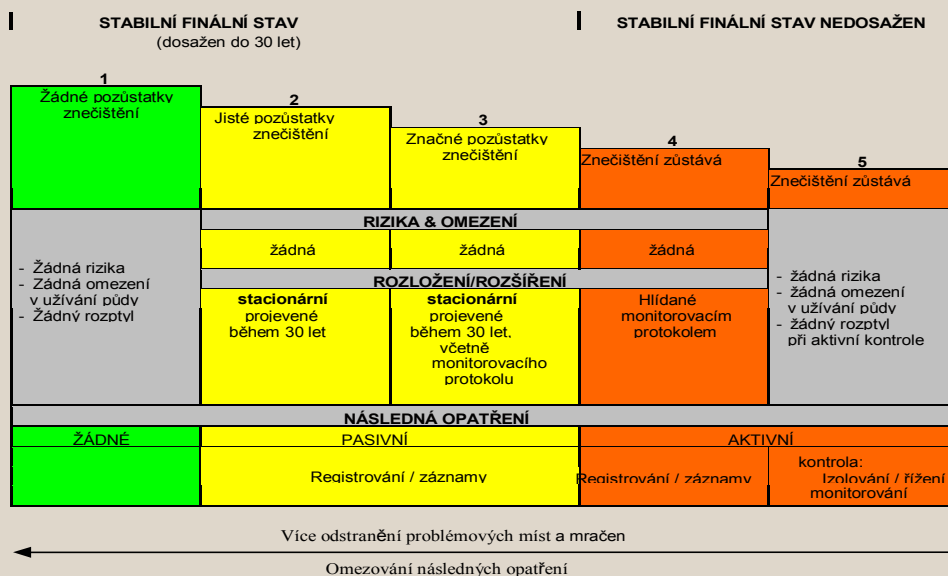 STABILNÍ FINÁLNÍ STAV
(dosažen do 30 let)
STABILNÍ FINÁLNÍ STAV NEDOSAŽEN
1
Žádné pozůstatky
znečištění
2
Jisté pozůstatky
znečištění
3
Značné pozůstatky
znečištění
4
Znečištění zůstává
5
Znečištění zůstává
RIZIKA & OMEZENÍ
žádná
žádná
žádná
- Žádná rizika
- Zádná omezení
v užívání půdy
- Žádný rozptyl
ROZLOŽENÍ/ROZŠÍŘENÍ
stacionární
projevené
během 30 let
stacionární
projevené
během 30 let,
včetně
monitorovacího
protokolu
Hlídané
monitorovacím
protokolem
- žádná rizika
- žádná omezení
v užívání půdy
- žádný rozptyl
při aktivní kontrole
NÁSLEDNÁ OPATŘENÍ
ŽÁDNÉ
PASIVNÍ
AKTIVNÍ
Registrování / záznamy
Registrování / záznamy
kontrola:
Izolování / řížení
monitorování
Více odstranění problémových míst a mračen
Omezování následných opatření